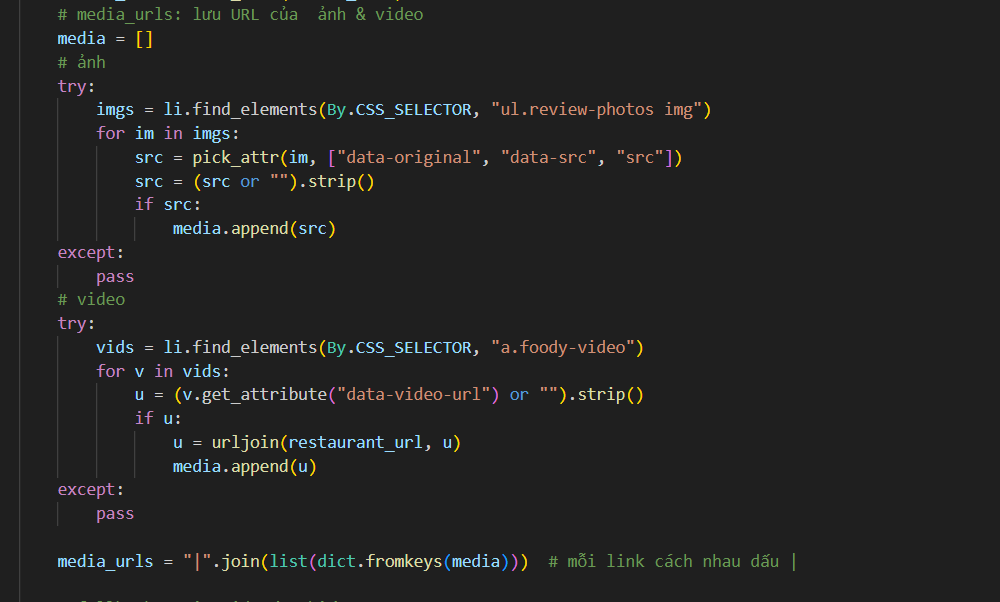 # media_urls: lưu URL của  ảnh & video
media = []
# ảnh
try:
    imgs = li.find_elements(By.CSS_SELECTOR, "ul.review-photos img")
    for im in imgs:
        src = pick_attr(im, ["data-original", "data-src", "src"])
        src = (src or "").strip()
        if src:
            media.append(src)
except:
    pass
# video
try:
    vids = li.find_elements(By.CSS_SELECTOR, "a.foody-video")
    for v in vids:
        u = (v.get_attribute("data-video-url") or "").strip()
        if u:
            u = urljoin(restaurant_url, u)
            media.append(u)
except:
    pass

media_urls = "|".join(list(dict.fromkeys(media)))  # mỗi link cách nhau dấu |